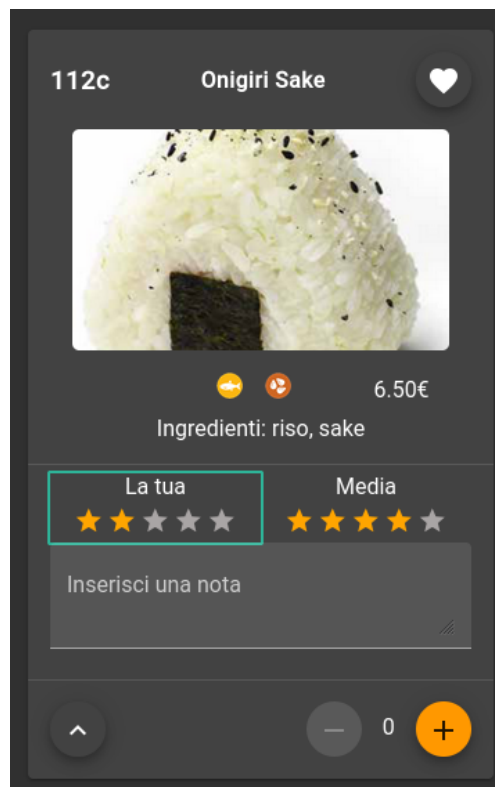 112c
Onigiri Sake
6.50€
Ingredienti: riso, sake
La tua
Media
Inserisci una nota
0